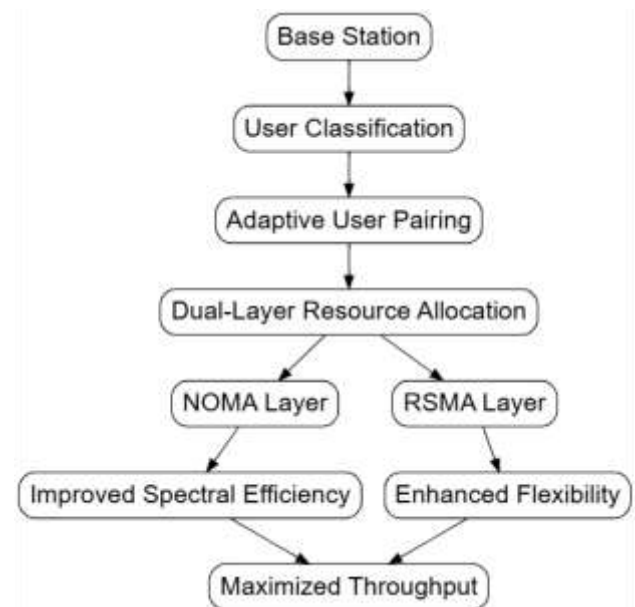 Base Station
User Classification
Adaptive User Pairing
Dual-Layer Resource Allocation
NOMA Layer
RSMA Layer
Improved Spectral Efficiency
Enhanced Flexibility
Maximized Throughput